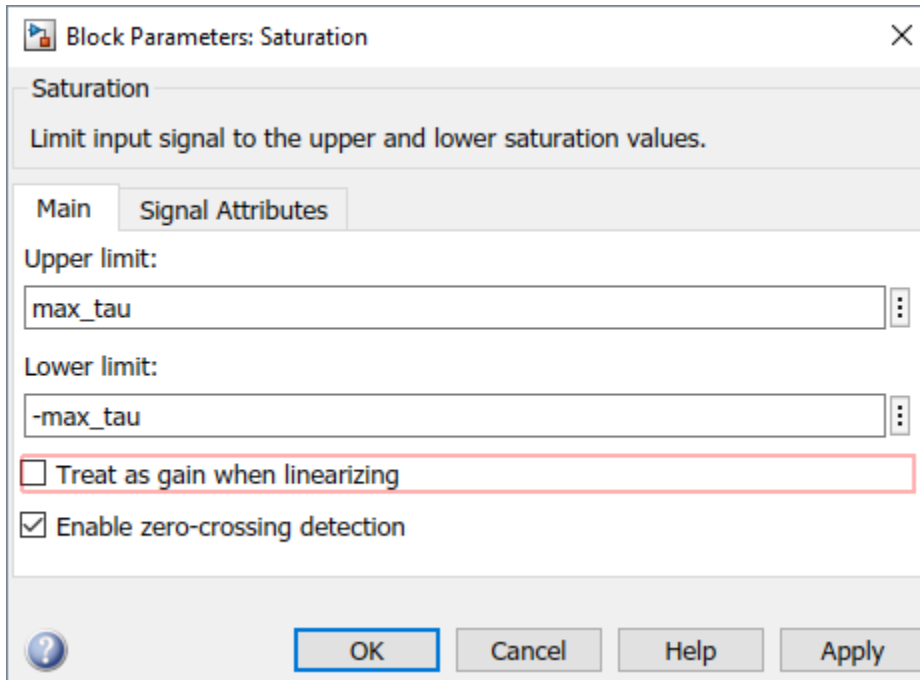 Block Parameters: Saturation
Saturation
Limit input signal to the upper and lower saturation values.
Main
Signal Attributes
Upper limit:
max_tau
Lower limit:
-max_tau
Treat as gain when linearizing
Enable zero-crossing detection
OK
Cancel
Help
Apply